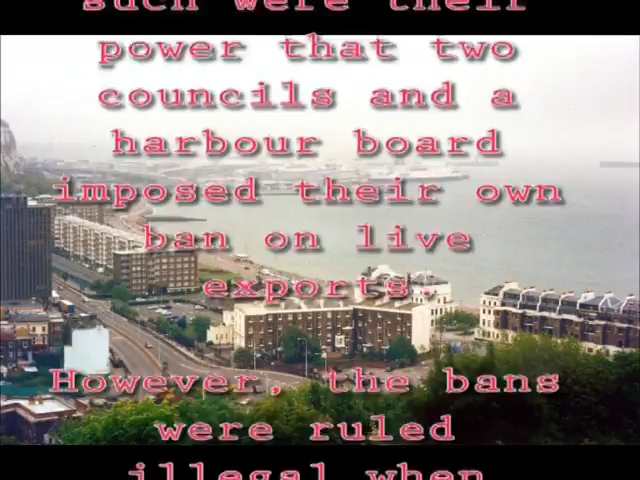 such were their
power that two
councils and a
harbour board
imposed their own
ban on live
exports.
However, the bans
were ruled
illegal when